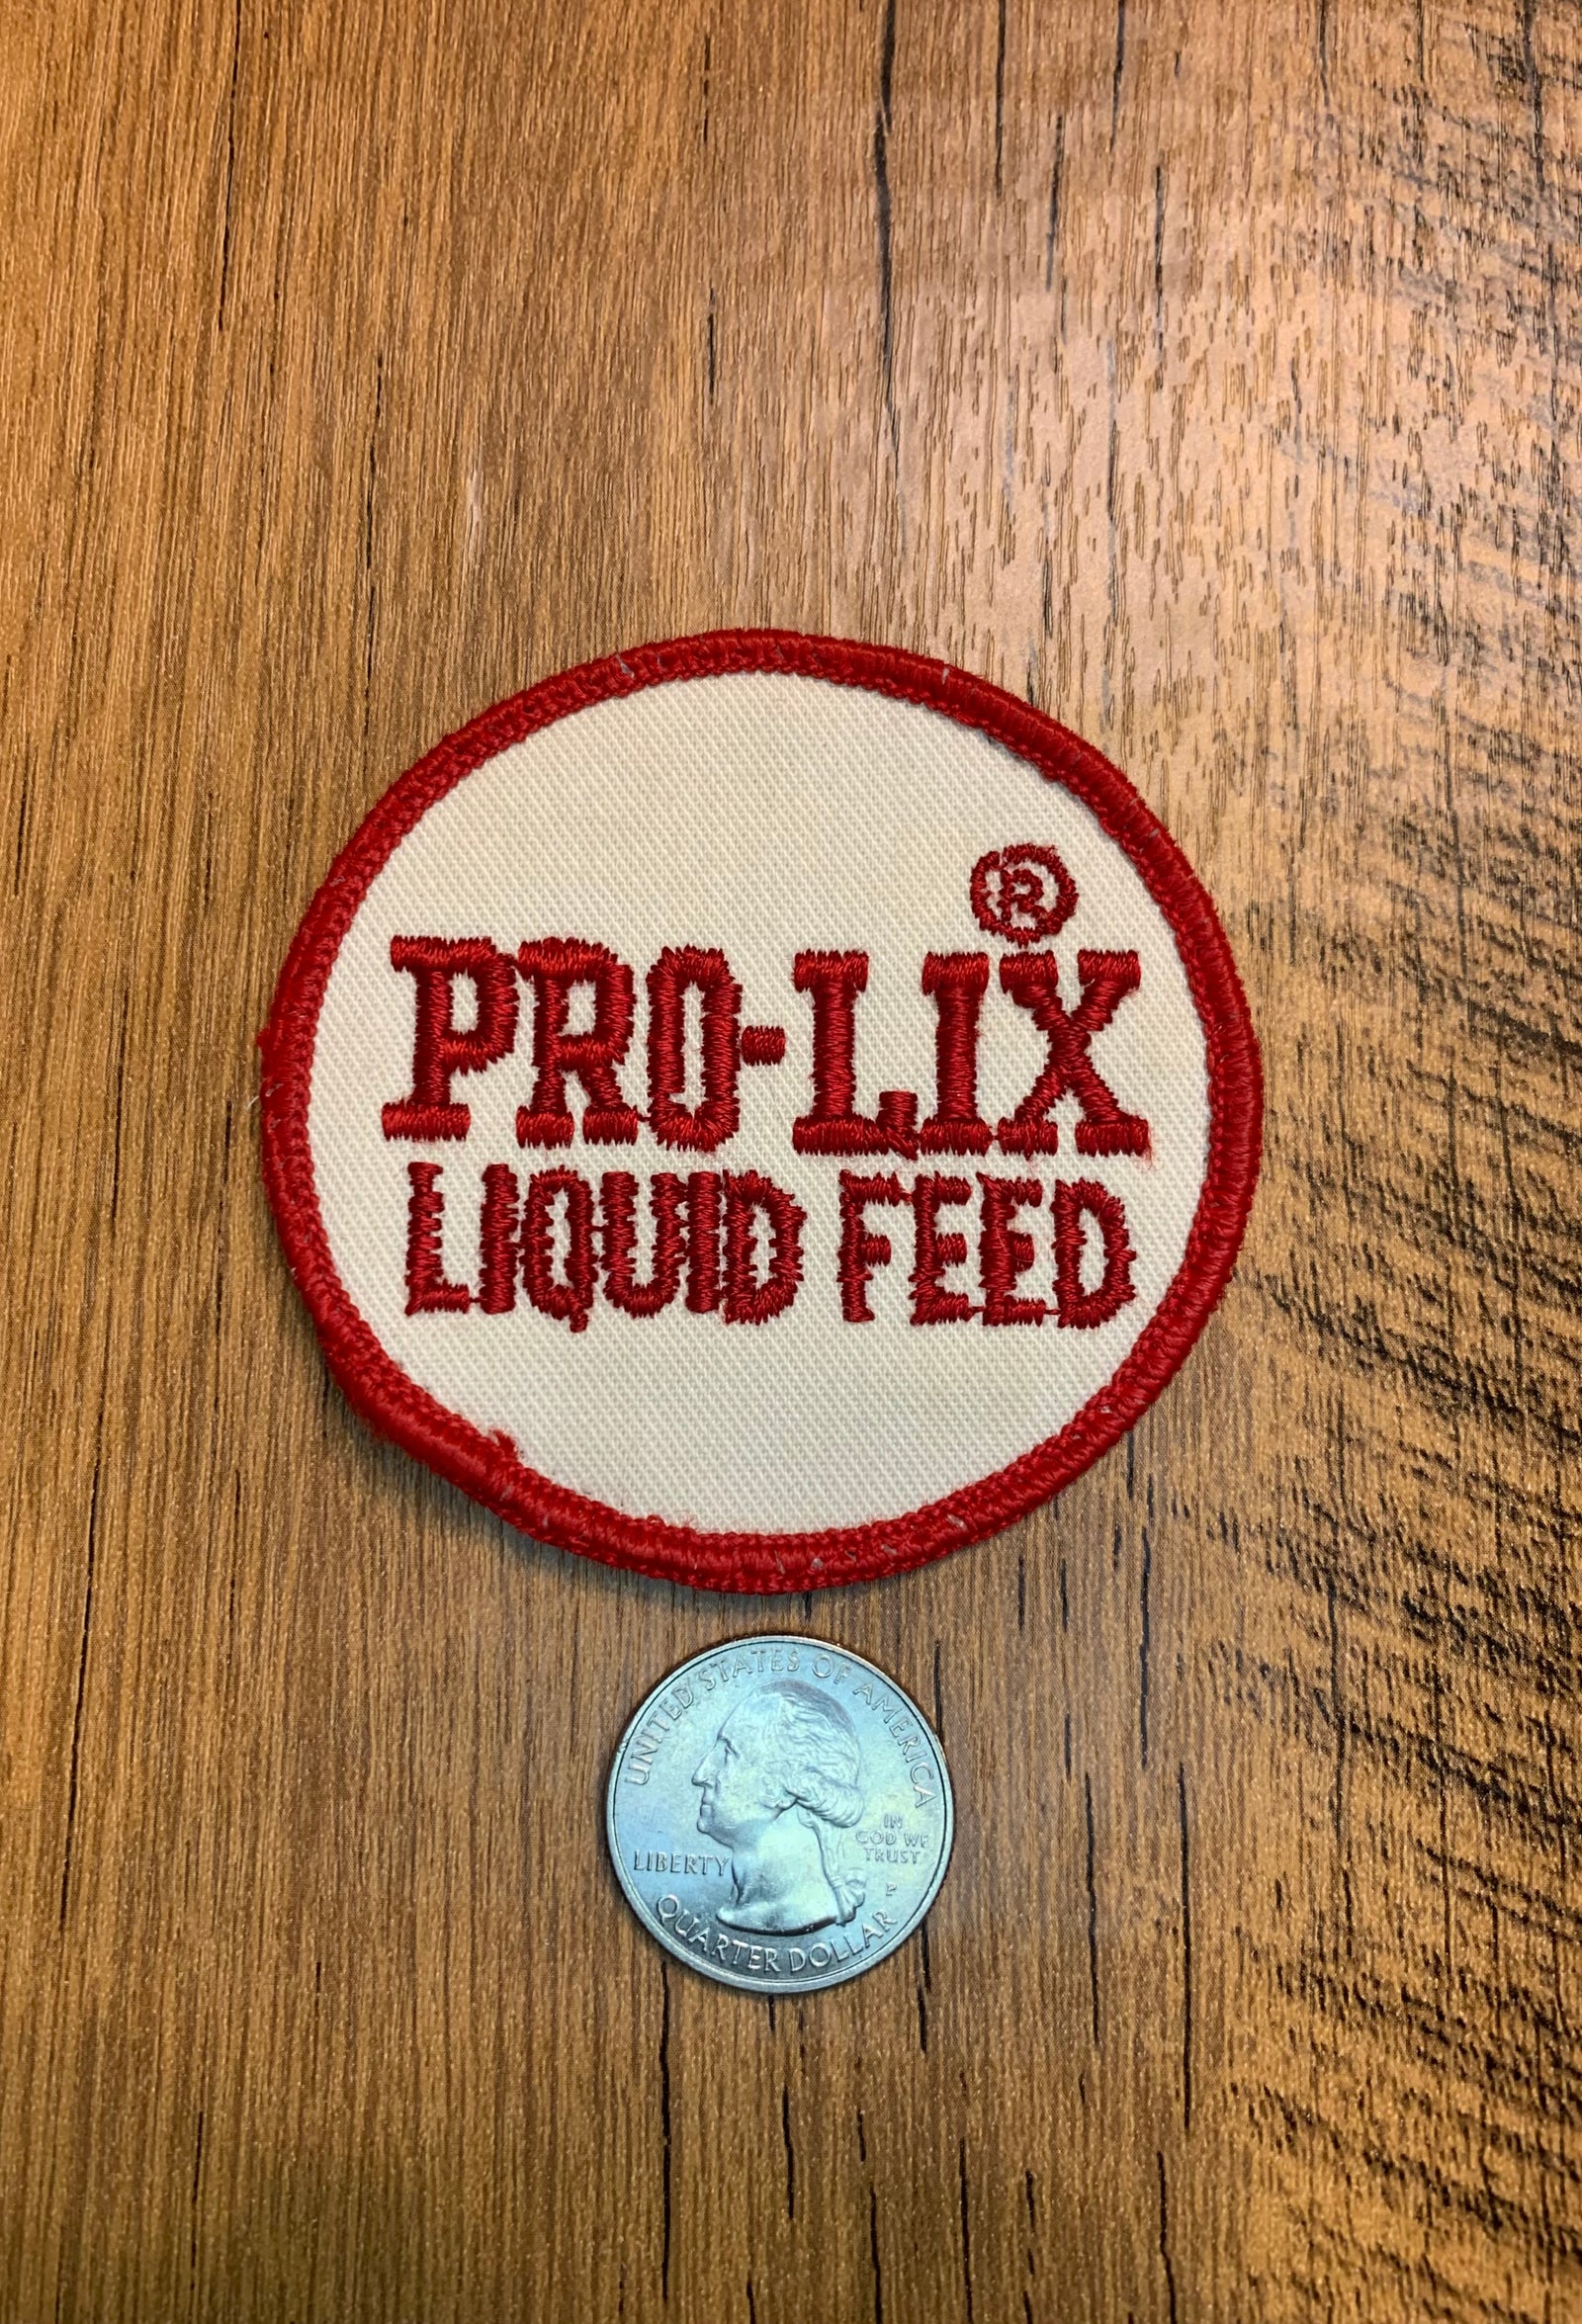 ®
PRO-LIX
LIQUID FEED
UNITED STATES OF AMERICA
LIBERTY
IN
GOD WE
TRUST
P
QUARTER DOLLAR